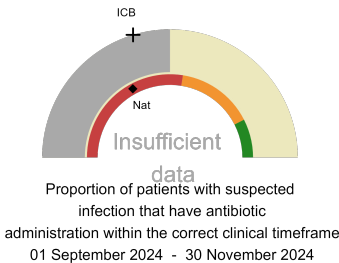 ICB
Nat
Insufficient
data
Proportion of patients with suspected
infection that have antibiotic
administration within the correct clinical timeframe
01 September 2024 - 30 November 2024